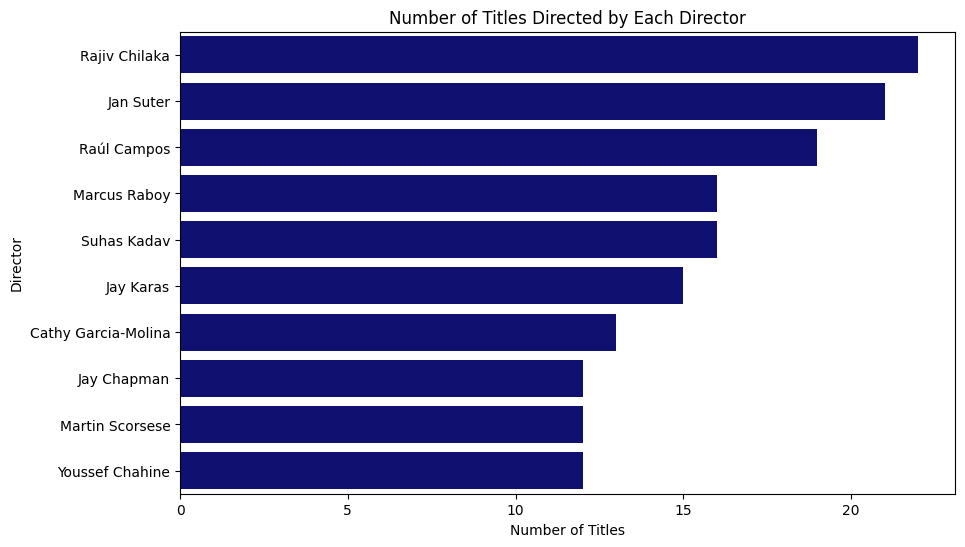 Number of Titles Directed by Each Director
Director
Rajiv Chilaka
Jan Suter
Raúl Campos
Marcus Raboy
Suhas Kadav
Jay Karas
Cathy Garcia-Molina
Jay Chapman
Martin Scorsese
Youssef Chahine
0 5 10 15 20
Number of Titles